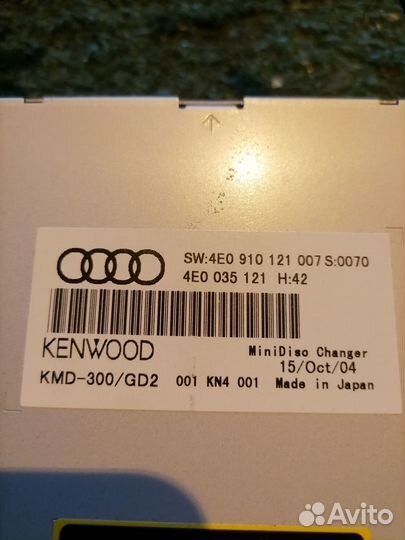 SW:4E0 910 121 007 S:0070
4E0 035 121 H:42
KENWOOD
MiniDisc Changer
15/Oct/04
KMD-300/GD2 001 KN4 001 Made in Japan
Avito